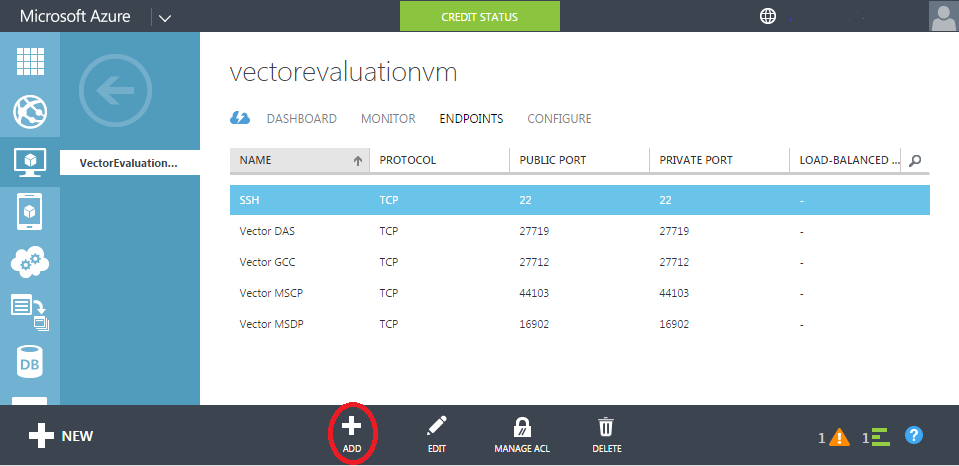 Microsoft Azure
CREDIT STATUS
vectorevaluationvm
DASHBOARD MONITOR ENDPOINTS CONFIGURE
VectorEvaluation...
NAME PROTOCOL PUBLIC PORT PRIVATE PORT LOAD-BALANCED ...
SSH TCP 22 22 -
Vector DAS TCP 27719 27719 -
Vector GCC TCP 27712 27712 -
Vector MSCP TCP 44103 44103 -
Vector MSDP TCP 16902 16902 -
DB
NEW
ADD EDIT MANAGE ACL DELETE
1 1 ?